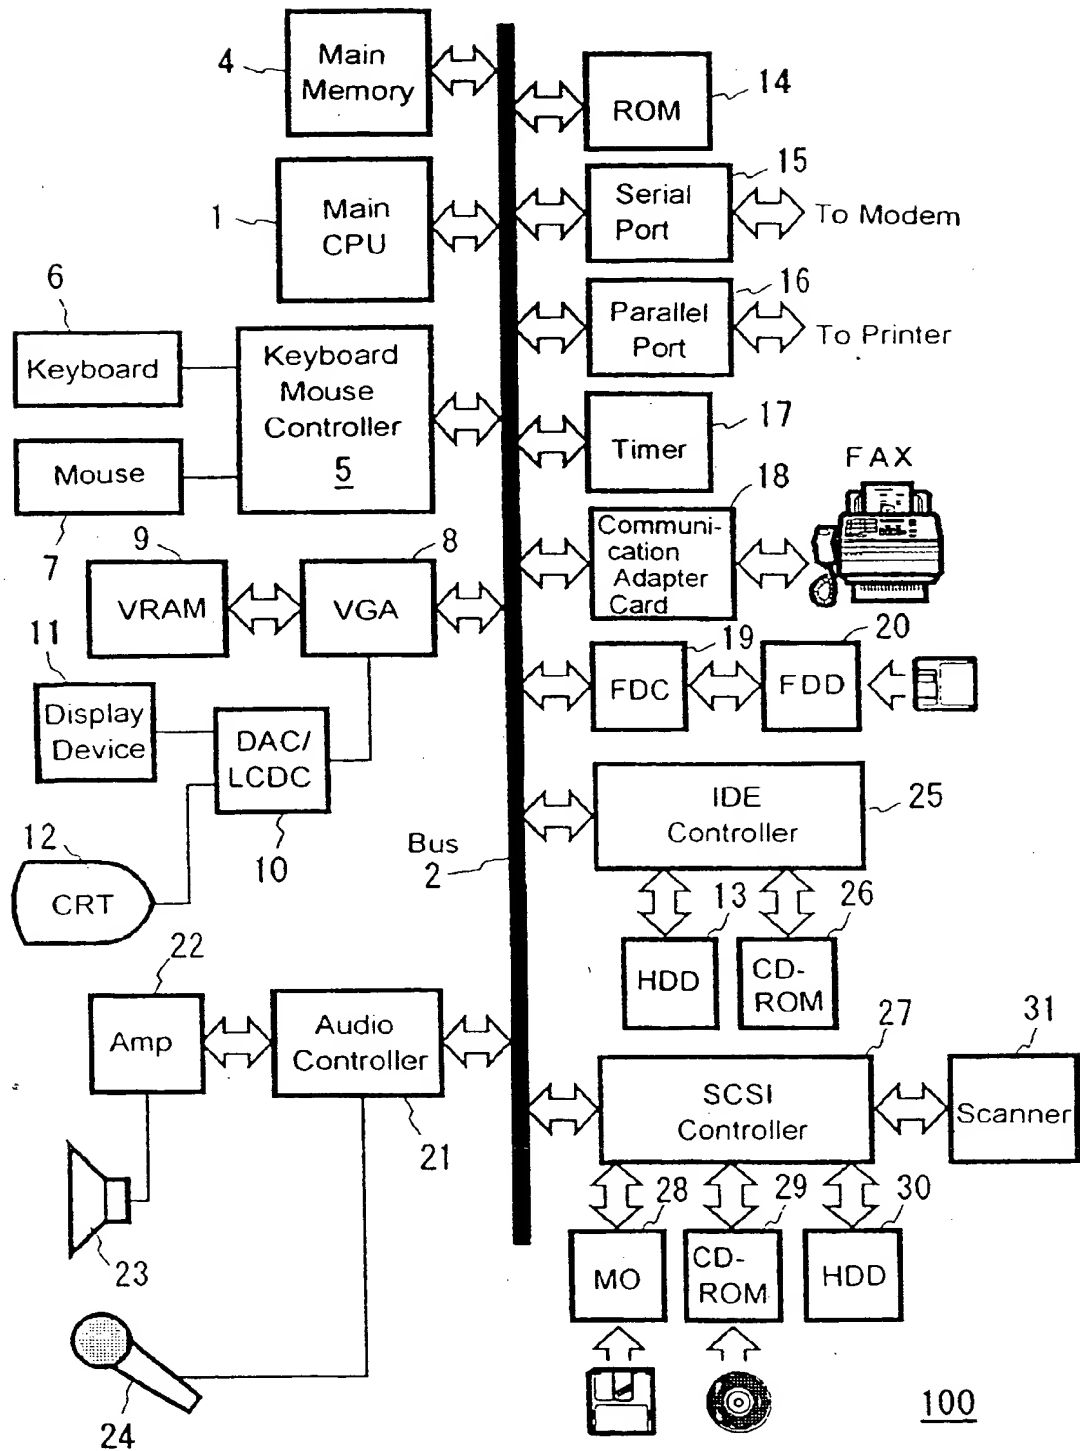 4
Main
Memory
14
ROM
1
Main
CPU
15
Serial
Port
To Modem
6
Keyboard
Keyboard
Mouse
Controller
5
16
Parallel
Port
To Printer
Mouse
7
17
Timer
FAX
18
Communi-
cation
Adapter
Card
9
VRAM
8
VGA
19
FDC
20
FDD
11
Display
Device
DAC/
LCDC
10
25
IDE
Controller
Bus
2
12
CRT
13
HDD
26
CD-
ROM
22
Amp
Audio
Controller
21
27
SCSI
Controller
31
Scanner
23
28
MO
29
CD-
ROM
30
HDD
24
100